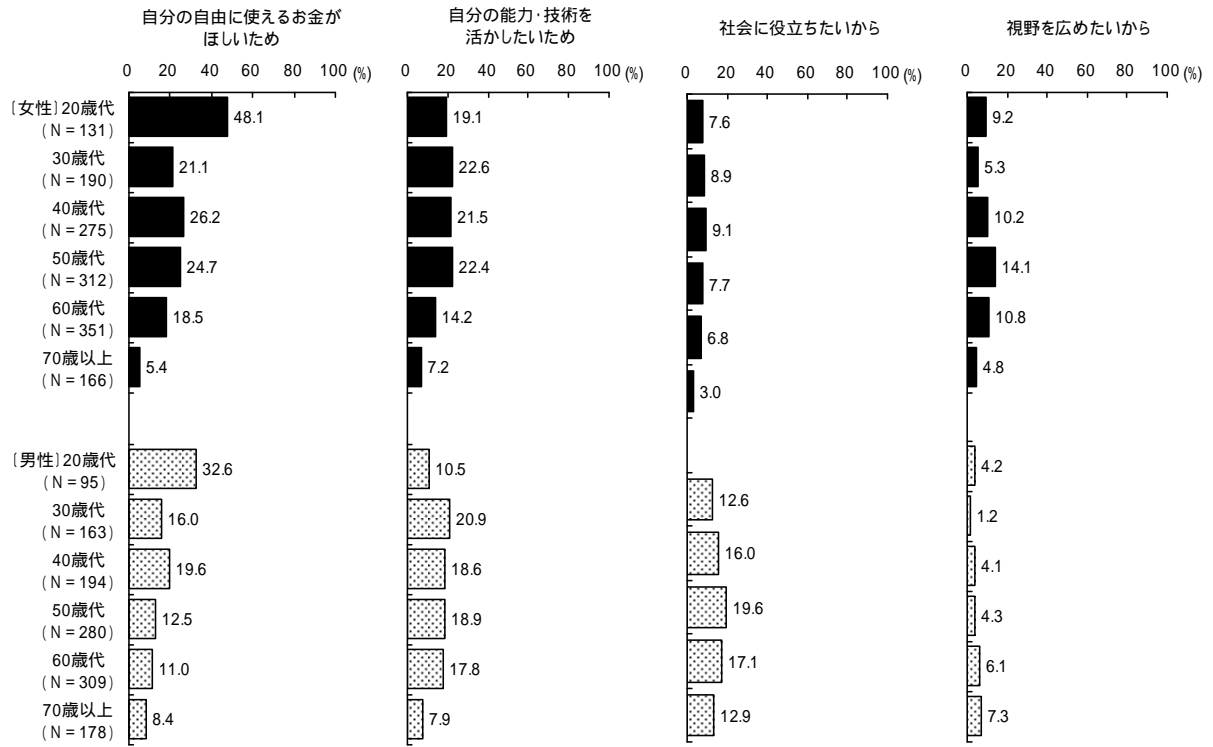 自分の自由に使えるお金が
ほしいため
0 20 40 60 80 100 (%)
自分の能力・技術を
活かしたいため
0 20 40 60 80 100 (%)
社会に役立ちたいから
0 20 40 60 80 100 (%)
視野を広めたいから
0 20 40 60 80 100 (%)
〔女性〕20歳代 48.1 19.1 7.6 9.2
(N=131)
30歳代 21.1 22.6 8.9 5.3
(N=190)
40歳代 26.2 21.5 9.1 10.2
(N=275)
50歳代 24.7 22.4 7.7 14.1
(N=312)
60歳代 18.5 14.2 6.8 10.8
(N=351)
70歳以上 5.4 7.2 3.0 4.8
(N=166)
〔男性〕20歳代 32.6 10.5 12.6 4.2
(N=95)
30歳代 16.0 20.9 16.0 1.2
(N=163)
40歳代 19.6 18.6 19.6 4.1
(N=194)
50歳代 12.5 18.9 17.1 4.3
(N=280)
60歳代 11.0 17.8 12.9 6.1
(N=309)
70歳以上 8.4 7.9 7.3
(N=178)